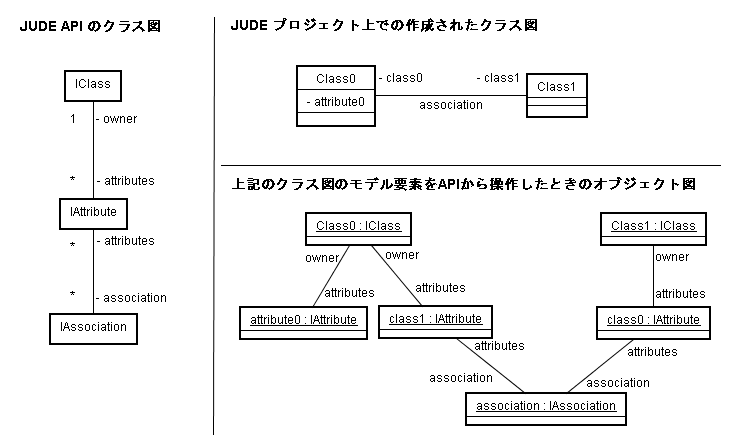 JUDE API のクラス図
IClass
1 - owner
* - attributes
IAttribute
* - attributes
* - association
IAssociation
JUDE プロジェクト上での作成されたクラス図
Class0
- attribute0
- class0
- class1
association
Class1
上記のクラス図のモデル要素をAPIから操作したときのオブジェクト図
Class0 : IClass
Class1 : IClass
owner
owner
owner
attributes
attributes
attributes
attribute0 : IAttribute
class1 : IAttribute
class0 : IAttribute
attributes
attributes
association
association
association : IAssociation